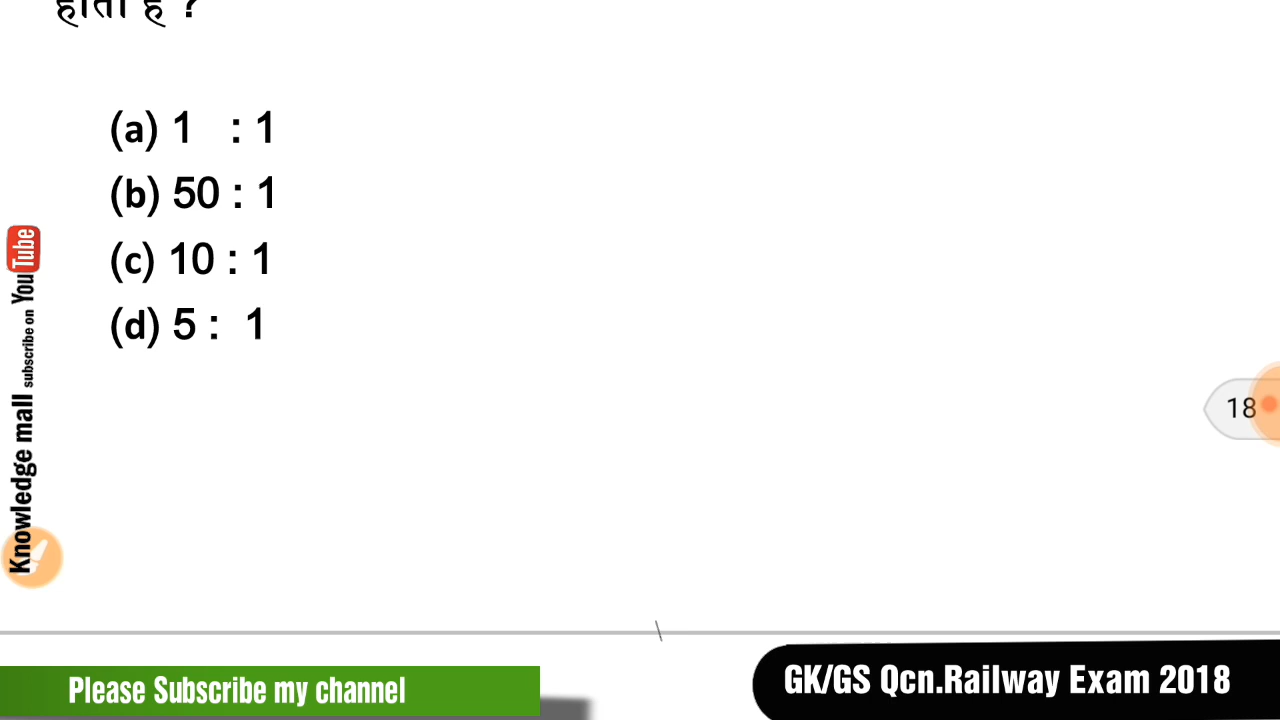 होता है ?
(a) 1 : 1
(b) 50 : 1
(c) 10 : 1
(d) 5 : 1
18
Knowledge mall subscribe on YouTube
Please Subscribe my channel
GK/GS Qcn.Railway Exam 2018